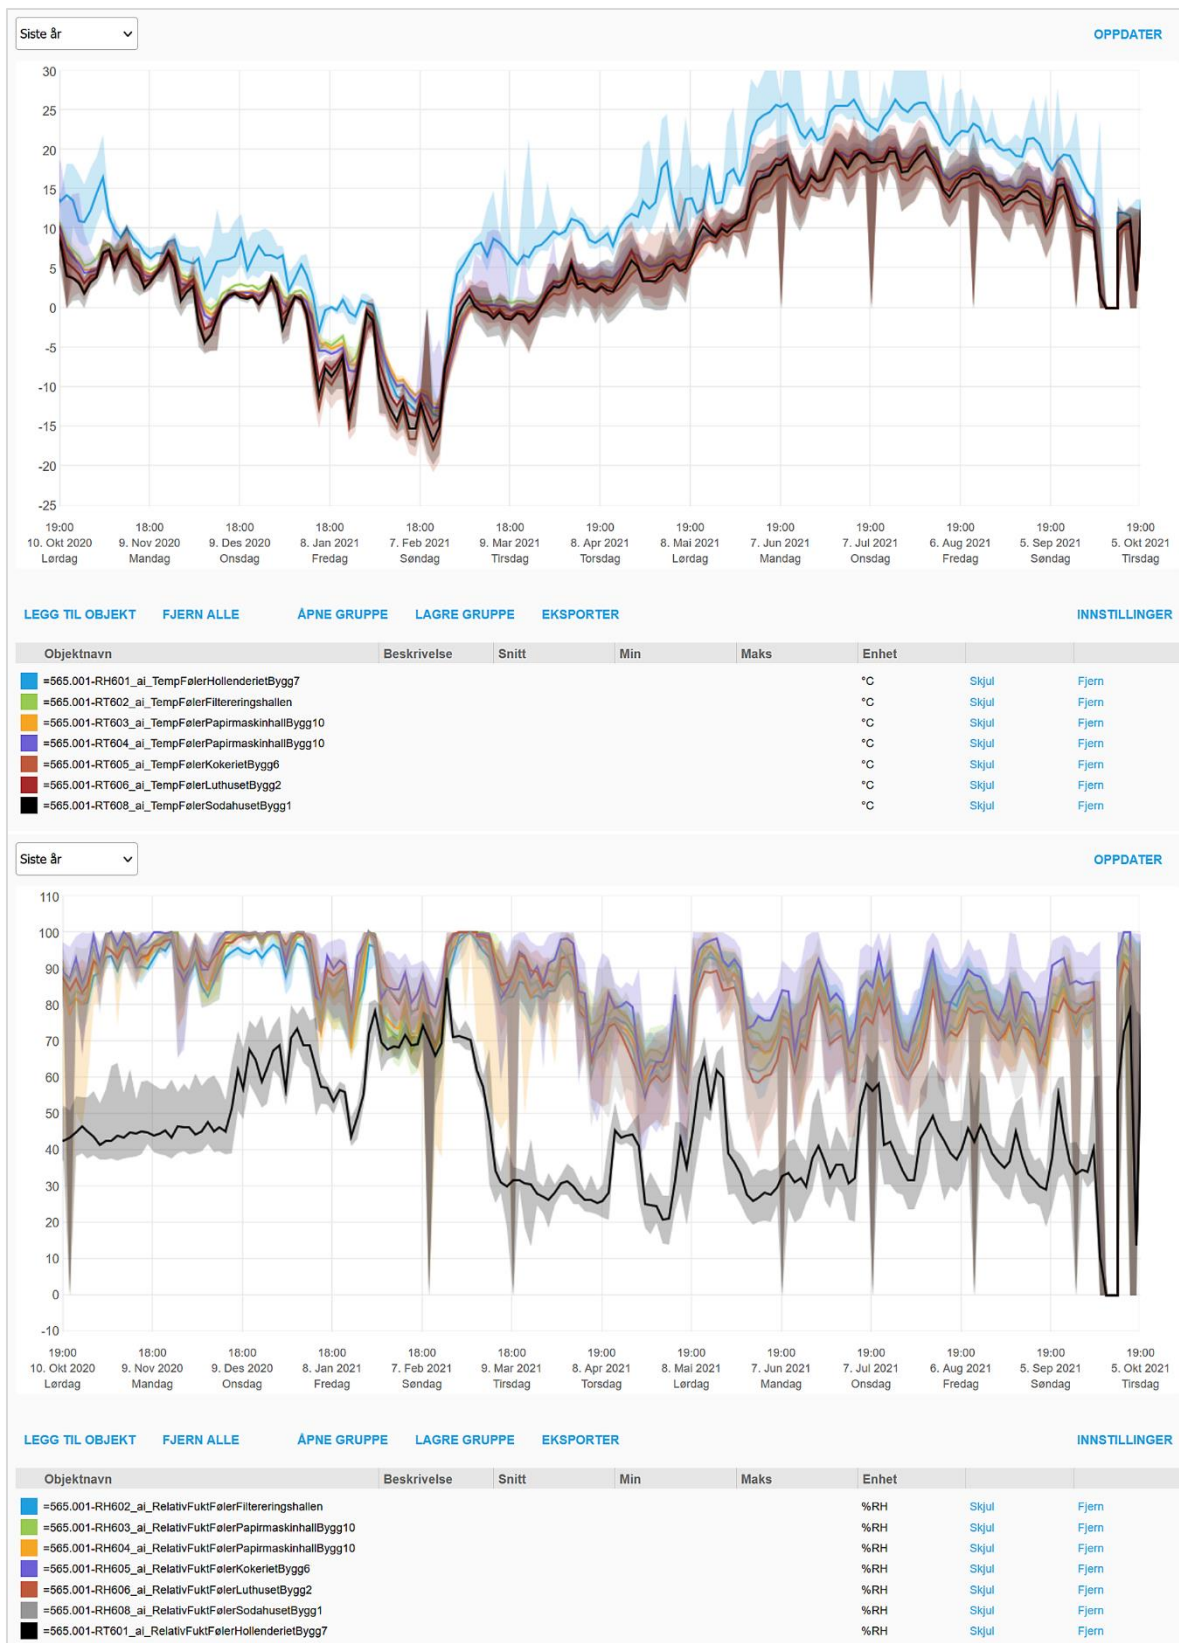 Siste år
OPPDATER
30
25
20
15
10
5
0
-5
-10
-15
-20
-25
19:00 18:00 18:00 18:00 18:00 18:00 19:00 19:00 19:00 19:00 19:00 19:00 19:00
10. Okt 2020 9. Nov 2020 9. Des 2020 8. Jan 2021 7. Feb 2021 9. Mar 2021 8. Apr 2021 8. Mai 2021 7. Jun 2021 7. Jul 2021 6. Aug 2021 5. Sep 2021 5. Okt 2021
Lørdag Mandag Onsdag Fredag Søndag Tirsdag Torsdag Lørdag Mandag Onsdag Fredag Søndag Tirsdag
LEGG TIL OBJEKT FJERN ALLE ÅPNE GRUPPE LAGRE GRUPPE EKSPORTER INNSTILLINGER
Objektnavn Beskrivelse Snitt Min Maks Enhet
=565.001-RH601_ai_TempFølerHollenderietBygg7 °C Skjul Fjern
=565.001-RT602_ai_TempFølerFiltereringshallen °C Skjul Fjern
=565.001-RT603_ai_TempFølerPapirmaskinhallBygg10 °C Skjul Fjern
=565.001-RT604_ai_TempFølerPapirmaskinhallBygg10 °C Skjul Fjern
=565.001-RT605_ai_TempFølerKokerietBygg6 °C Skjul Fjern
=565.001-RT606_ai_TempFølerLuthusetBygg2 °C Skjul Fjern
=565.001-RT608_ai_TempFølerSodahusetBygg1 °C Skjul Fjern
Siste år
OPPDATER
110
100
90
80
70
60
50
40
30
20
10
0
-10
19:00 18:00 18:00 18:00 18:00 18:00 19:00 19:00 19:00 19:00 19:00 19:00 19:00
10. Okt 2020 9. Nov 2020 9. Des 2020 8. Jan 2021 7. Feb 2021 9. Mar 2021 8. Apr 2021 8. Mai 2021 7. Jun 2021 7. Jul 2021 6. Aug 2021 5. Sep 2021 5. Okt 2021
Lørdag Mandag Onsdag Fredag Søndag Tirsdag Torsdag Lørdag Mandag Onsdag Fredag Søndag Tirsdag
LEGG TIL OBJEKT FJERN ALLE ÅPNE GRUPPE LAGRE GRUPPE EKSPORTER INNSTILLINGER
Objektnavn Beskrivelse Snitt Min Maks Enhet
=565.001-RH602_ai_RelativFuktFølerFiltereringshallen %RH Skjul Fjern
=565.001-RH603_ai_RelativFuktFølerPapirmaskinhallBygg10 %RH Skjul Fjern
=565.001-RH604_ai_RelativFuktFølerPapirmaskinhallBygg10 %RH Skjul Fjern
=565.001-RH605_ai_RelativFuktFølerKokerietBygg6 %RH Skjul Fjern
=565.001-RH606_ai_RelativFuktFølerLuthusetBygg2 %RH Skjul Fjern
=565.001-RH608_ai_RelativFuktFølerSodahusetBygg1 %RH Skjul Fjern
=565.001-RT601_ai_RelativFuktFølerHollenderietBygg7 %RH Skjul Fjern